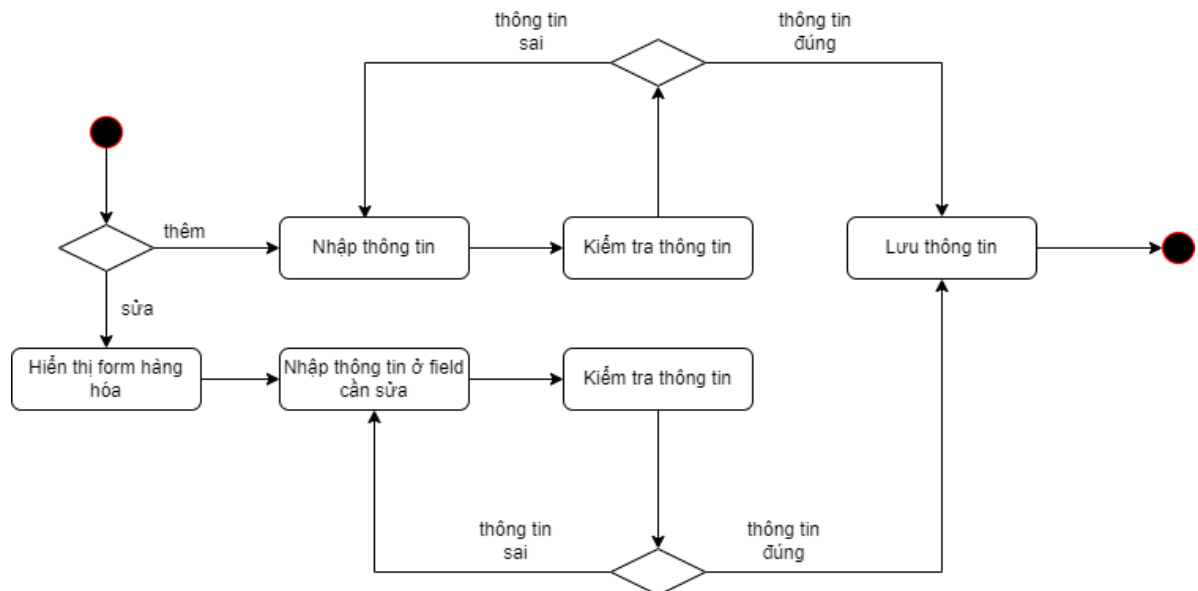 thông tin
sai
thông tin
đúng
thêm
Nhập thông tin
Kiểm tra thông tin
Lưu thông tin
sửa
Hiển thị form hàng
hóa
Nhập thông tin ở field
cần sửa
Kiểm tra thông tin
thông tin
sai
thông tin
đúng